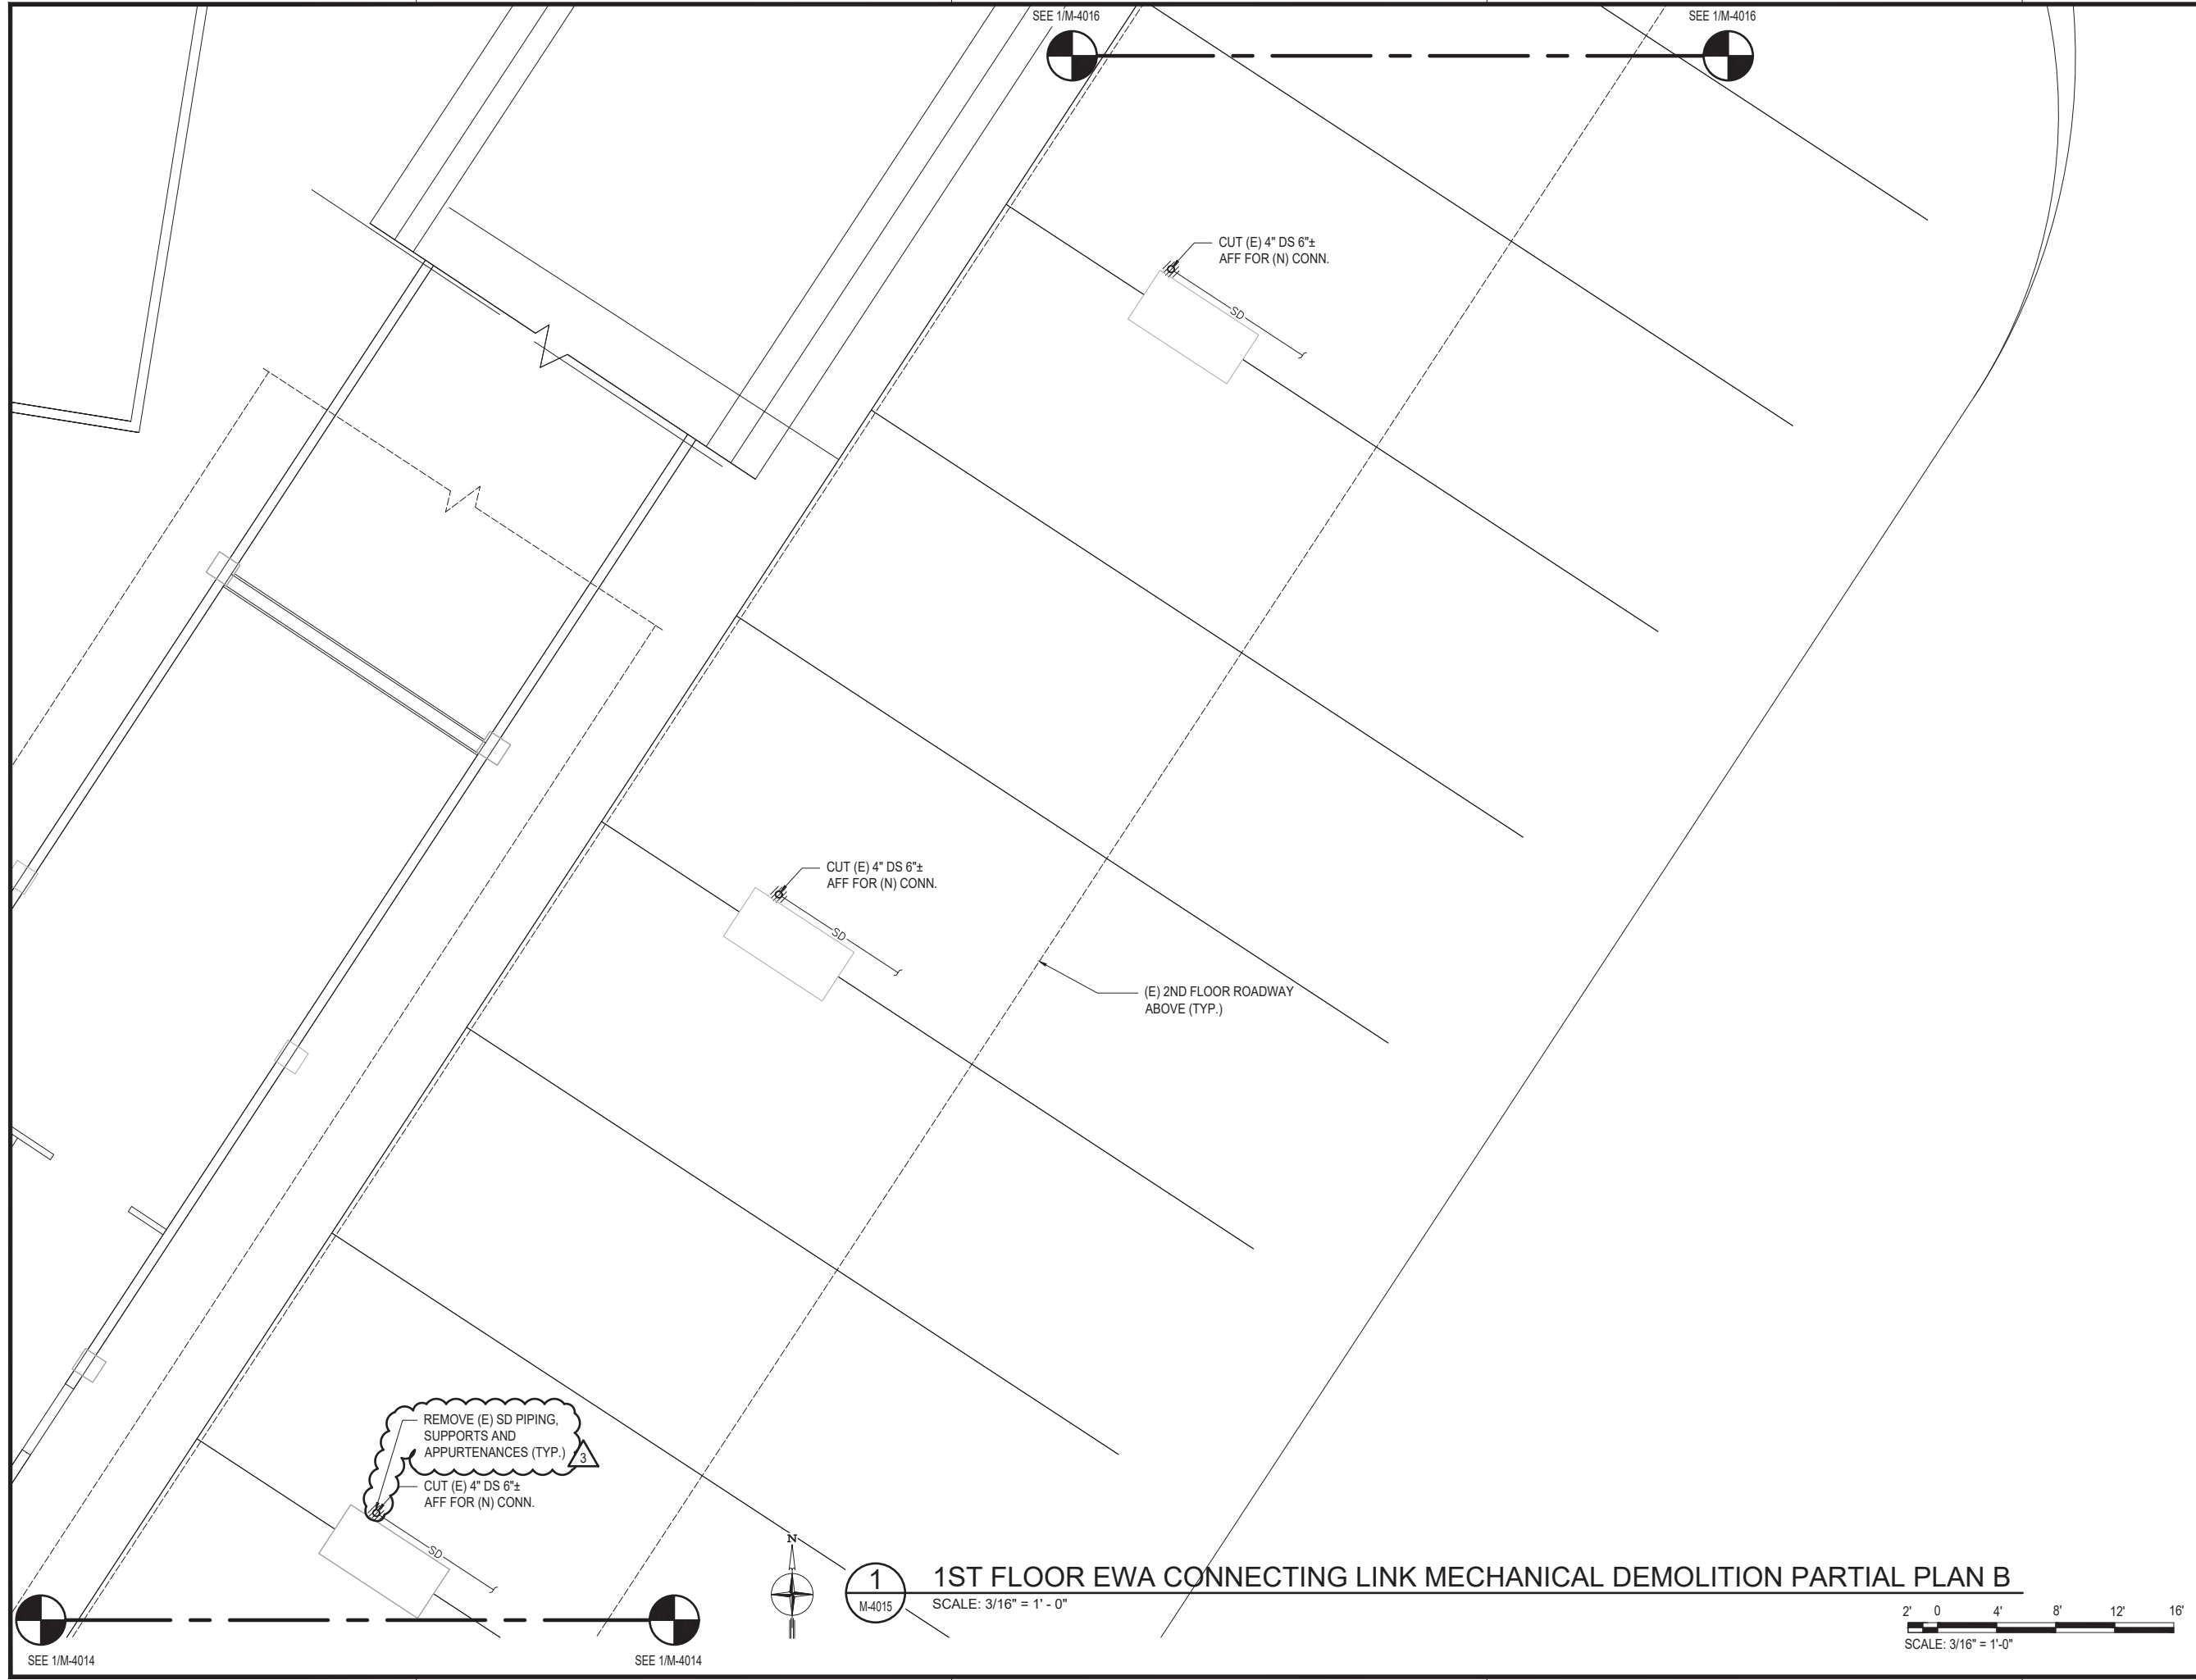 SEE 1/M-4016
SEE 1/M-4016
CUT (E) 4" DS 6"±
AFF FOR (N) CONN.
SD
CUT (E) 4" DS 6"±
AFF FOR (N) CONN.
SD
(E) 2ND FLOOR ROADWAY
ABOVE (TYP.)
REMOVE (E) SD PIPING,
SUPPORTS AND
APPURTENANCES (TYP.)
3
CUT (E) 4" DS 6"±
AFF FOR (N) CONN.
SD
N
1
M-4015
1ST FLOOR EWA CONNECTING LINK MECHANICAL DEMOLITION PARTIAL PLAN B
SCALE: 3/16" = 1' - 0"
2' 0 4' 8' 12' 16'
SCALE: 3/16" = 1'-0"
SEE 1/M-4014
SEE 1/M-4014